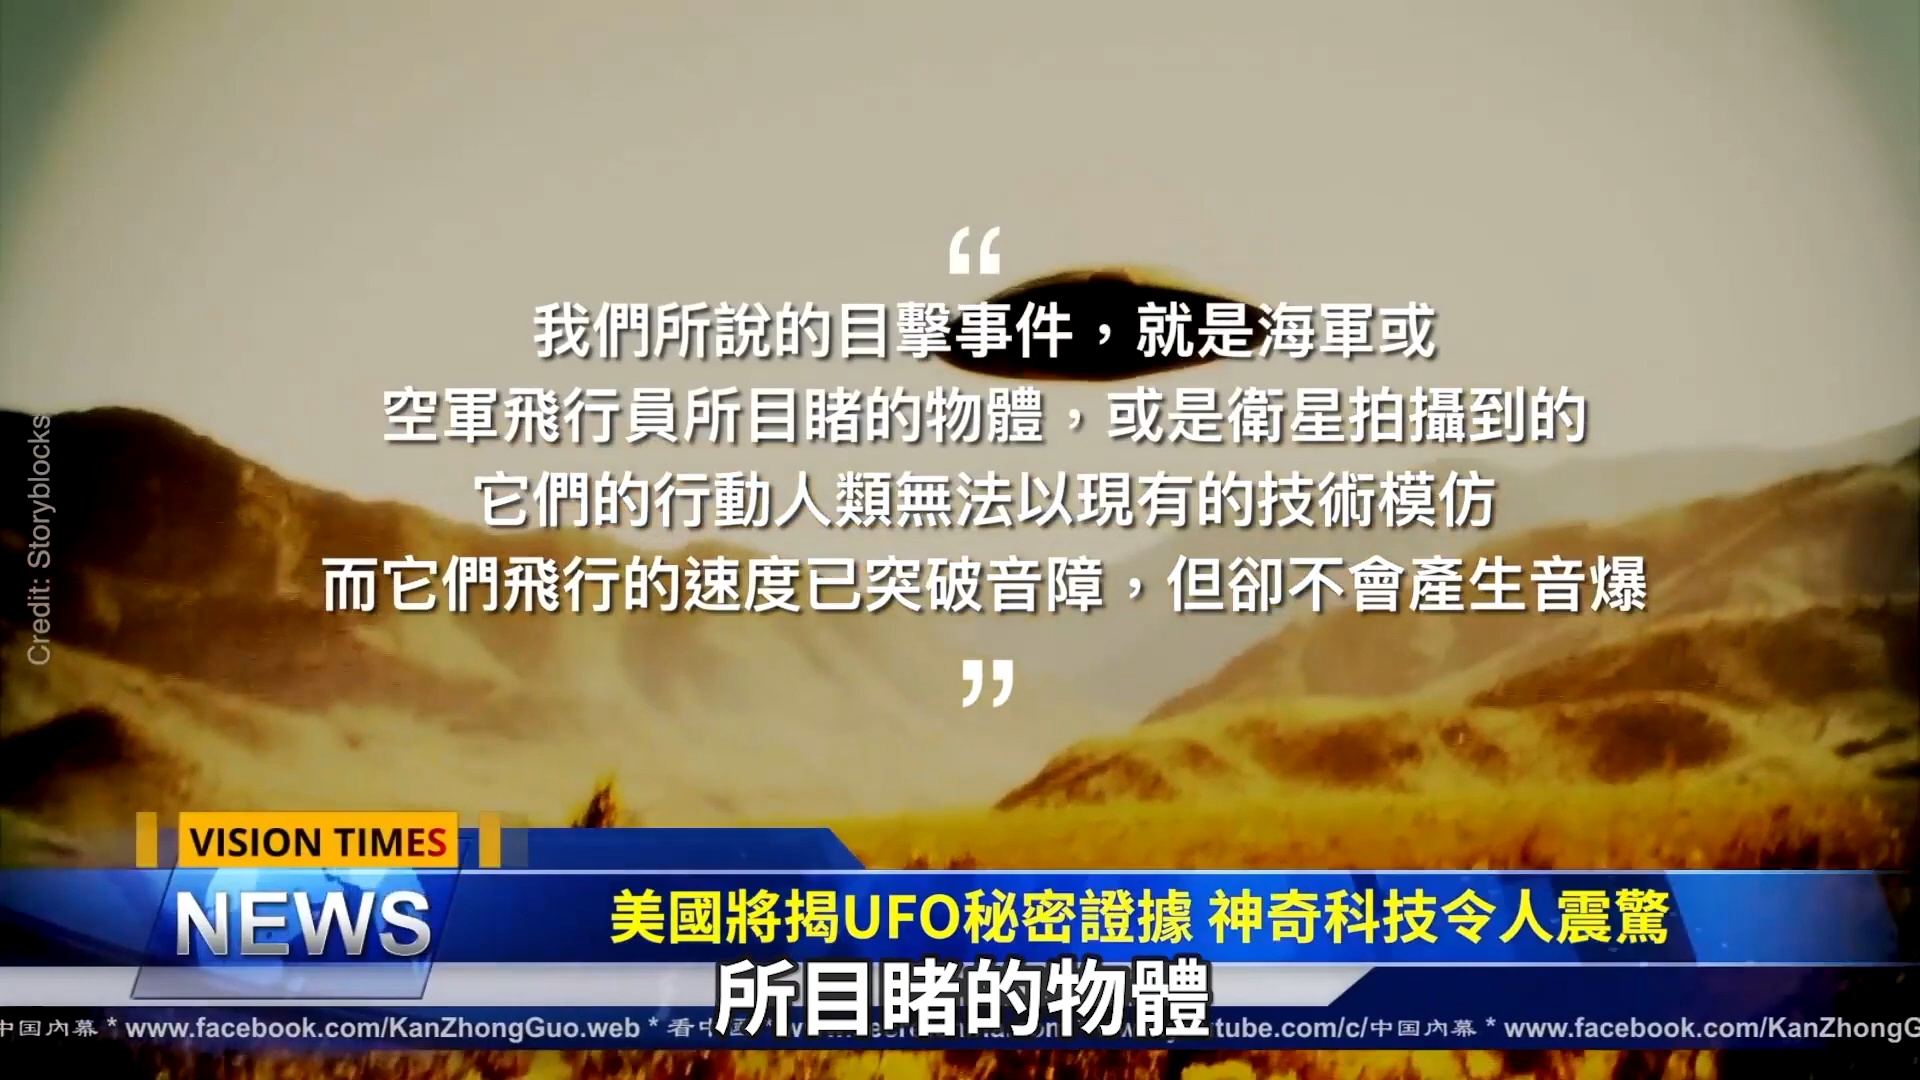 “
我們所說的目擊事件，就是海軍或
空軍飛行員所目睹的物體，或是衛星拍攝到的
它們的行動人類無法以現有的技術模仿
而它們飛行的速度已突破音障，但卻不會產生音爆
”
Credit: Storyblocks
VISION TIMES
NEWS
美國將揭UFO秘密證據 神奇科技令人震驚
所目睹的物體
中国內幕 * www.facebook.com/KanZhongGuo.web * 看中 tube.com/c/中国內幕 * www.facebook.com/KanZhongG